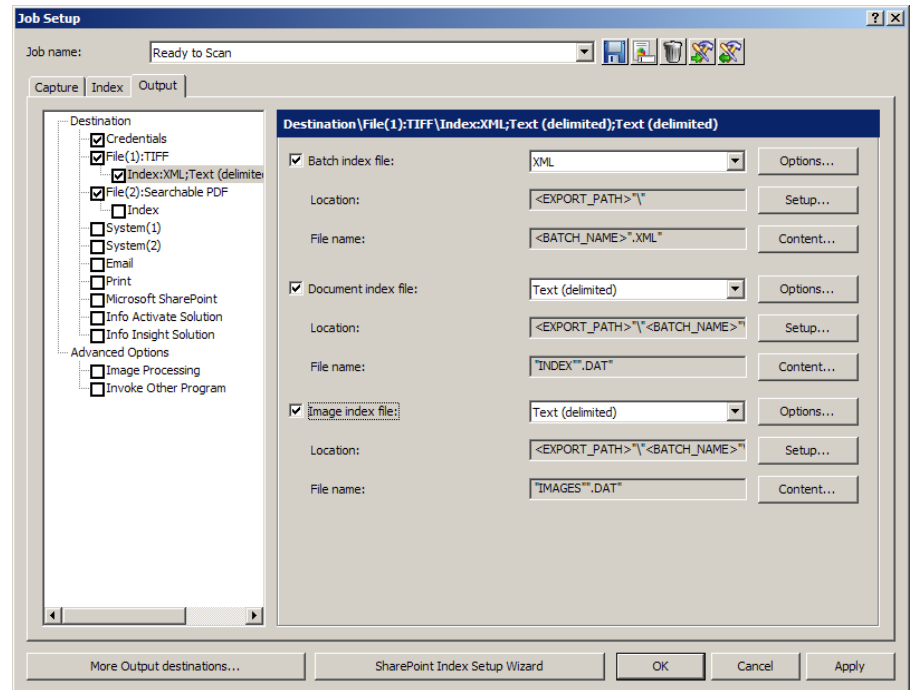 Job Setup
Job name: Ready to Scan
Capture Index Output
Destination
Credentials
File(1):TIFF
Index:XML;Text (delimite
File(2):Searchable PDF
Index
System(1)
System(2)
Email
Print
Microsoft SharePoint
Info Activate Solution
Info Insight Solution
Advanced Options
Image Processing
Invoke Other Program
Destination\File(1):TIFF\Index:XML;Text (delimited);Text (delimited)
Batch index file: XML Options...
Location: <EXPORT_PATH>"\" Setup...
File name: <BATCH_NAME>".XML" Content...
Document index file: Text (delimited) Options...
Location: <EXPORT_PATH>"\"<BATCH_NAME>"\ Setup...
File name: "INDEX"".DAT" Content...
Image index file: Text (delimited) Options...
Location: <EXPORT_PATH>"\"<BATCH_NAME>"\ Setup...
File name: "IMAGES"".DAT" Content...
More Output destinations... SharePoint Index Setup Wizard OK Cancel Apply